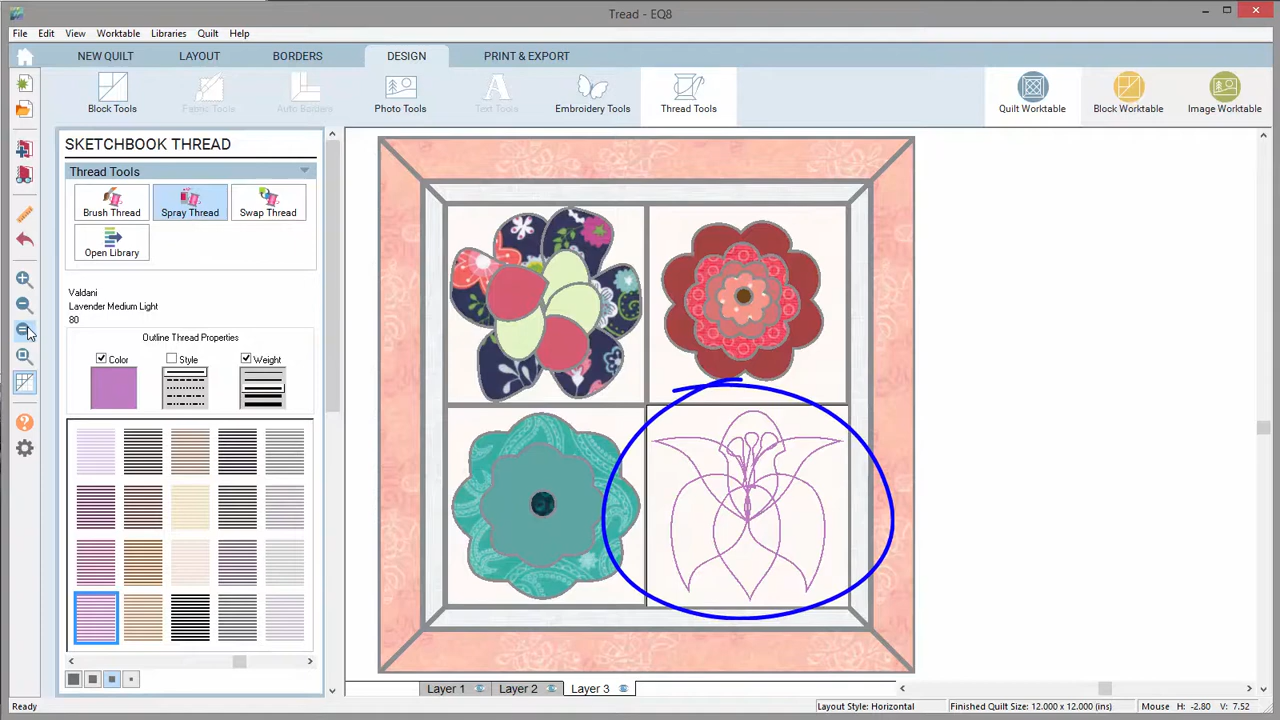 Tread - EQ8
File Edit View Worktable Libraries Quilt Help
NEW QUILT LAYOUT BORDERS DESIGN PRINT & EXPORT
Block Tools Fabric Tools Auto Borders Photo Tools Text Tools Embroidery Tools Thread Tools Quilt Worktable Block Worktable Image Worktable
SKETCHBOOK THREAD
Thread Tools
Brush Thread Spray Thread Swap Thread
Open Library
Valdani
Lavender Medium Light
80
Outline Thread Properties
Color Style Weight
Layer 1 Layer 2 Layer 3
Ready Layout Style: Horizontal Finished Quilt Size: 12.000 x 12.000 (ins) Mouse H: -2.80 V: 7.52